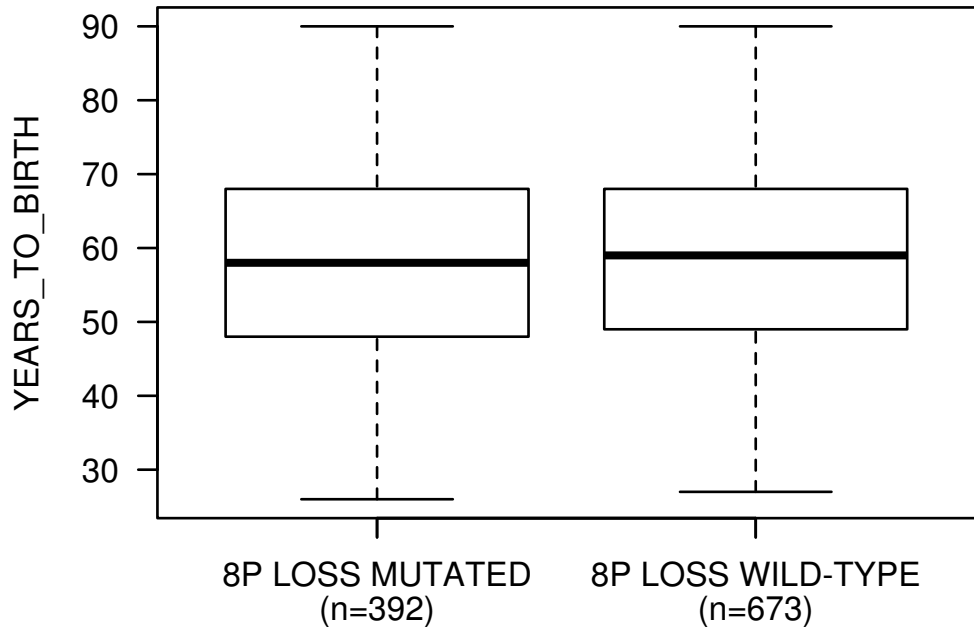 YEARS_TO_BIRTH
90
80
70
60
50
40
30
8P LOSS MUTATED
(n=392)
8P LOSS WILD-TYPE
(n=673)